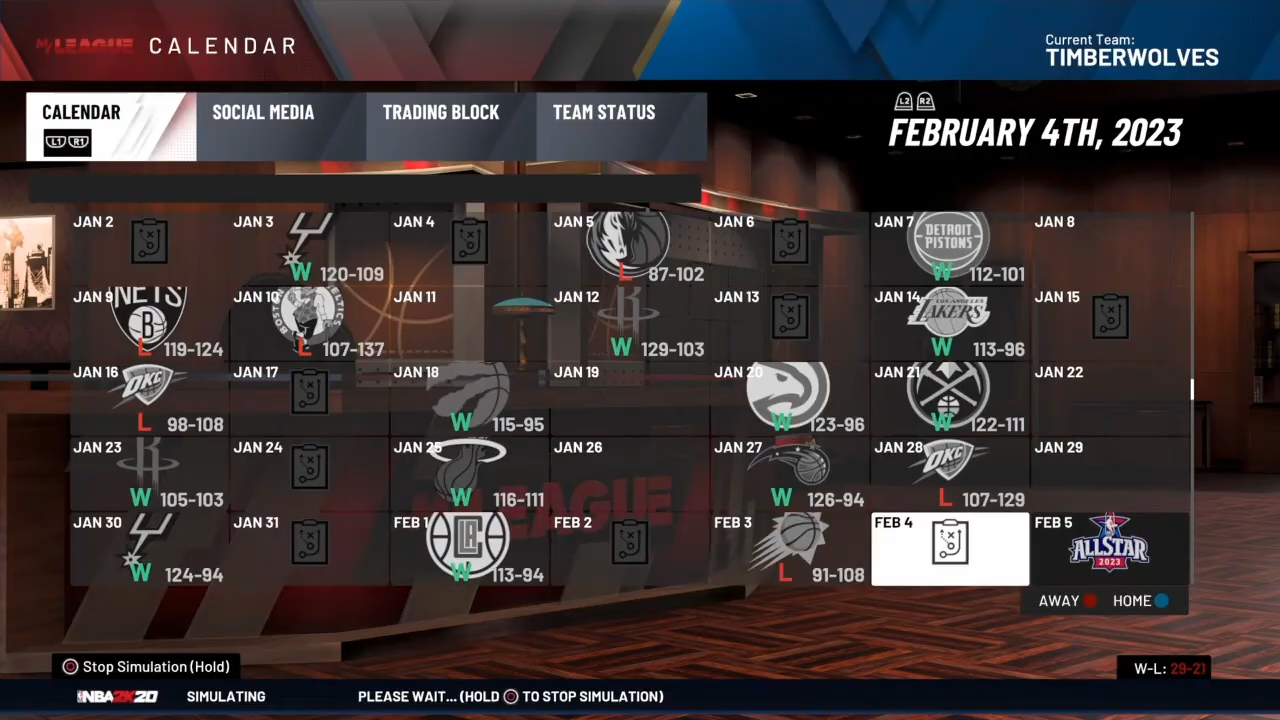 MyLEAGUE CALENDAR
Current Team:
TIMBERWOLVES
CALENDAR SOCIAL MEDIA TRADING BLOCK TEAM STATUS
L1 R1
L2 R2
FEBRUARY 4TH, 2023
JAN 2 JAN 3 JAN 4 JAN 5 JAN 6 JAN 7 JAN 8
DETROIT
PISTONS
W 120-109 L 87-102 W 112-101
JAN 9 JAN 10 JAN 11 JAN 12 JAN 13 JAN 14 JAN 15
NETS B BOSTON CELTICS R LOS ANGELES LAKERS
L 119-124 L 107-137 W 129-103 W 113-96
JAN 16 JAN 17 JAN 18 JAN 19 JAN 20 JAN 21 JAN 22
OKC
L 98-108 W 115-95 W 123-96 W 122-111
JAN 23 JAN 24 JAN 25 JAN 26 JAN 27 JAN 28 JAN 29
R OKC
W 105-103 W 116-111 W 126-94 L 107-129
LEAGUE
JAN 30 JAN 31 FEB 1 FEB 2 FEB 3 FEB 4 FEB 5
LAC ALLSTAR
2023
W 124-94 W 113-94 L 91-108
AWAY HOME
Stop Simulation (Hold) W-L: 29-21
NBA 2K20 SIMULATING PLEASE WAIT... (HOLD TO STOP SIMULATION)